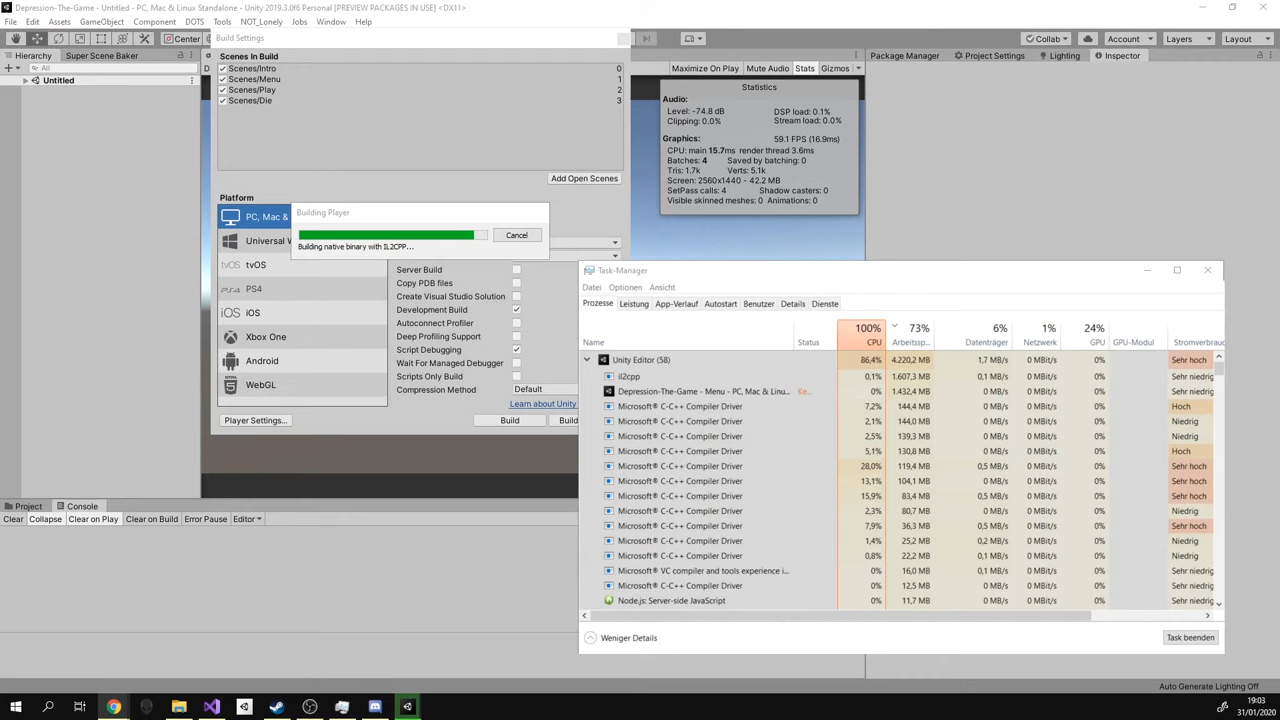 Depression-The-Game - Untitled - PC, Mac & Linux Standalone - Unity 2019.3.0f6 Personal [PREVIEW PACKAGES IN USE] <DX11>
File Edit Assets GameObject Component DOTS Tools NOT_Lonely Jobs Window Help
Center Collab Account Layers Layout
Hierarchy Super Scene Baker
All
Untitled
Build Settings
Scenes In Build
Scenes/Intro 0
Scenes/Menu 1
Scenes/Play 2
Scenes/Die 3
Add Open Scenes
Platform
PC, Mac &
Universal W
tvOS
PS4
iOS
Xbox One
Android
WebGL
Player Settings...
Building Player
Cancel
Building native binary with IL2CPP...
Server Build
Copy PDB files
Create Visual Studio Solution
Development Build
Autoconnect Profiler
Deep Profiling Support
Script Debugging
Wait For Managed Debugger
Scripts Only Build
Compression Method Default
Learn about Unity
Build Build
Maximize On Play Mute Audio Stats Gizmos
Statistics
Audio:
Level: -74.8 dB DSP load: 0.1%
Clipping: 0.0% Stream load: 0.0%
Graphics: 59.1 FPS (16.9ms)
CPU: main 15.7ms render thread 3.6ms
Batches: 4 Saved by batching: 0
Tris: 1.7k Verts: 5.1k
Screen: 2560x1440 - 42.2 MB
SetPass calls: 4 Shadow casters: 0
Visible skinned meshes: 0 Animations: 0
Package Manager Project Settings Lighting Inspector
Task-Manager
Datei Optionen Ansicht
Prozesse Leistung App-Verlauf Autostart Benutzer Details Dienste
100% 73% 6% 1% 24%
Name Status CPU Arbeitssp... Datenträger Netzwerk GPU GPU-Modul Stromverbrauc
Unity Editor (58) 86,4% 4.220,2 MB 1,7 MB/s 0 MBit/s 0% Sehr hoch
il2cpp 0,1% 1.607,3 MB 0,1 MB/s 0 MBit/s 0% Sehr niedrig
Depression-The-Game - Menu - PC, Mac & Linu... Ke... 0% 1.432,4 MB 0 MB/s 0 MBit/s 0% Sehr niedrig
Microsoft® C-C++ Compiler Driver 7,2% 144,4 MB 0 MB/s 0 MBit/s 0% Hoch
Microsoft® C-C++ Compiler Driver 2,1% 144,0 MB 0 MB/s 0 MBit/s 0% Niedrig
Microsoft® C-C++ Compiler Driver 2,5% 139,3 MB 0 MB/s 0 MBit/s 0% Niedrig
Microsoft® C-C++ Compiler Driver 5,1% 130,8 MB 0 MB/s 0 MBit/s 0% Hoch
Microsoft® C-C++ Compiler Driver 28,0% 119,4 MB 0,5 MB/s 0 MBit/s 0% Sehr hoch
Microsoft® C-C++ Compiler Driver 13,1% 104,1 MB 0 MB/s 0 MBit/s 0% Sehr hoch
Microsoft® C-C++ Compiler Driver 15,9% 83,4 MB 0,5 MB/s 0 MBit/s 0% Sehr hoch
Microsoft® C-C++ Compiler Driver 2,3% 80,7 MB 0 MB/s 0 MBit/s 0% Niedrig
Microsoft® C-C++ Compiler Driver 7,9% 36,3 MB 0,5 MB/s 0 MBit/s 0% Sehr hoch
Microsoft® C-C++ Compiler Driver 1,4% 25,2 MB 0,2 MB/s 0 MBit/s 0% Niedrig
Microsoft® C-C++ Compiler Driver 0,8% 22,2 MB 0,1 MB/s 0 MBit/s 0% Niedrig
Microsoft® VC compiler and tools experience i... 0% 16,0 MB 0,1 MB/s 0 MBit/s 0% Sehr niedrig
Microsoft® C-C++ Compiler Driver 0% 12,5 MB 0 MB/s 0 MBit/s 0% Sehr niedrig
Node.js: Server-side JavaScript 0% 11,7 MB 0 MB/s 0 MBit/s 0% Sehr niedrig
Weniger Details Task beenden
Project Console
Clear Collapse Clear on Play Clear on Build Error Pause Editor
Auto Generate Lighting Off
19:03
31/01/2020